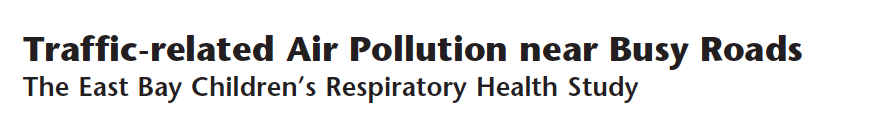 Traffic-related Air Pollution near Busy Roads
The East Bay Children’s Respiratory Health Study